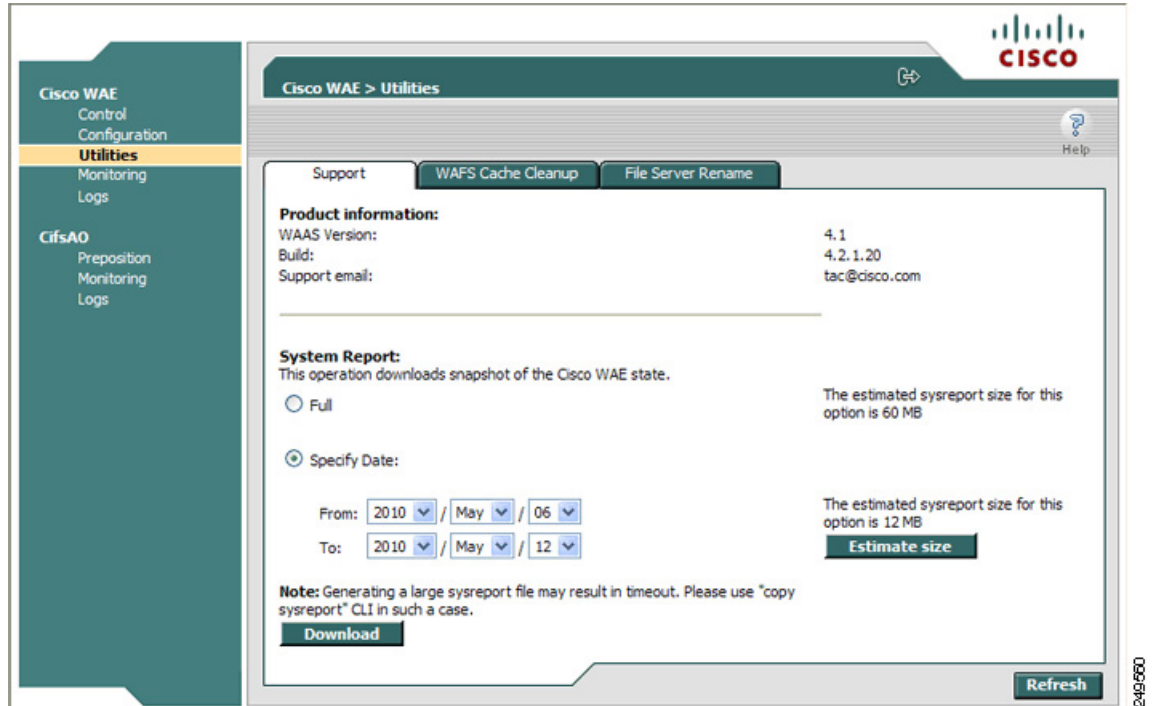 CISCO
Cisco WAE
Control
Configuration
Utilities
Monitoring
Logs
CifsAO
Preposition
Monitoring
Logs
Cisco WAE > Utilities
Help
Support
WAFS Cache Cleanup
File Server Rename
Product information:
WAAS Version: 4.1
Build: 4.2.1.20
Support email: tac@cisco.com
System Report:
This operation downloads snapshot of the Cisco WAE state.
Full
The estimated sysreport size for this
option is 60 MB
Specify Date:
From: 2010 / May / 06
The estimated sysreport size for this
option is 12 MB
To: 2010 / May / 12
Estimate size
Note: Generating a large sysreport file may result in timeout. Please use "copy
sysreport" CLI in such a case.
Download
Refresh
249560